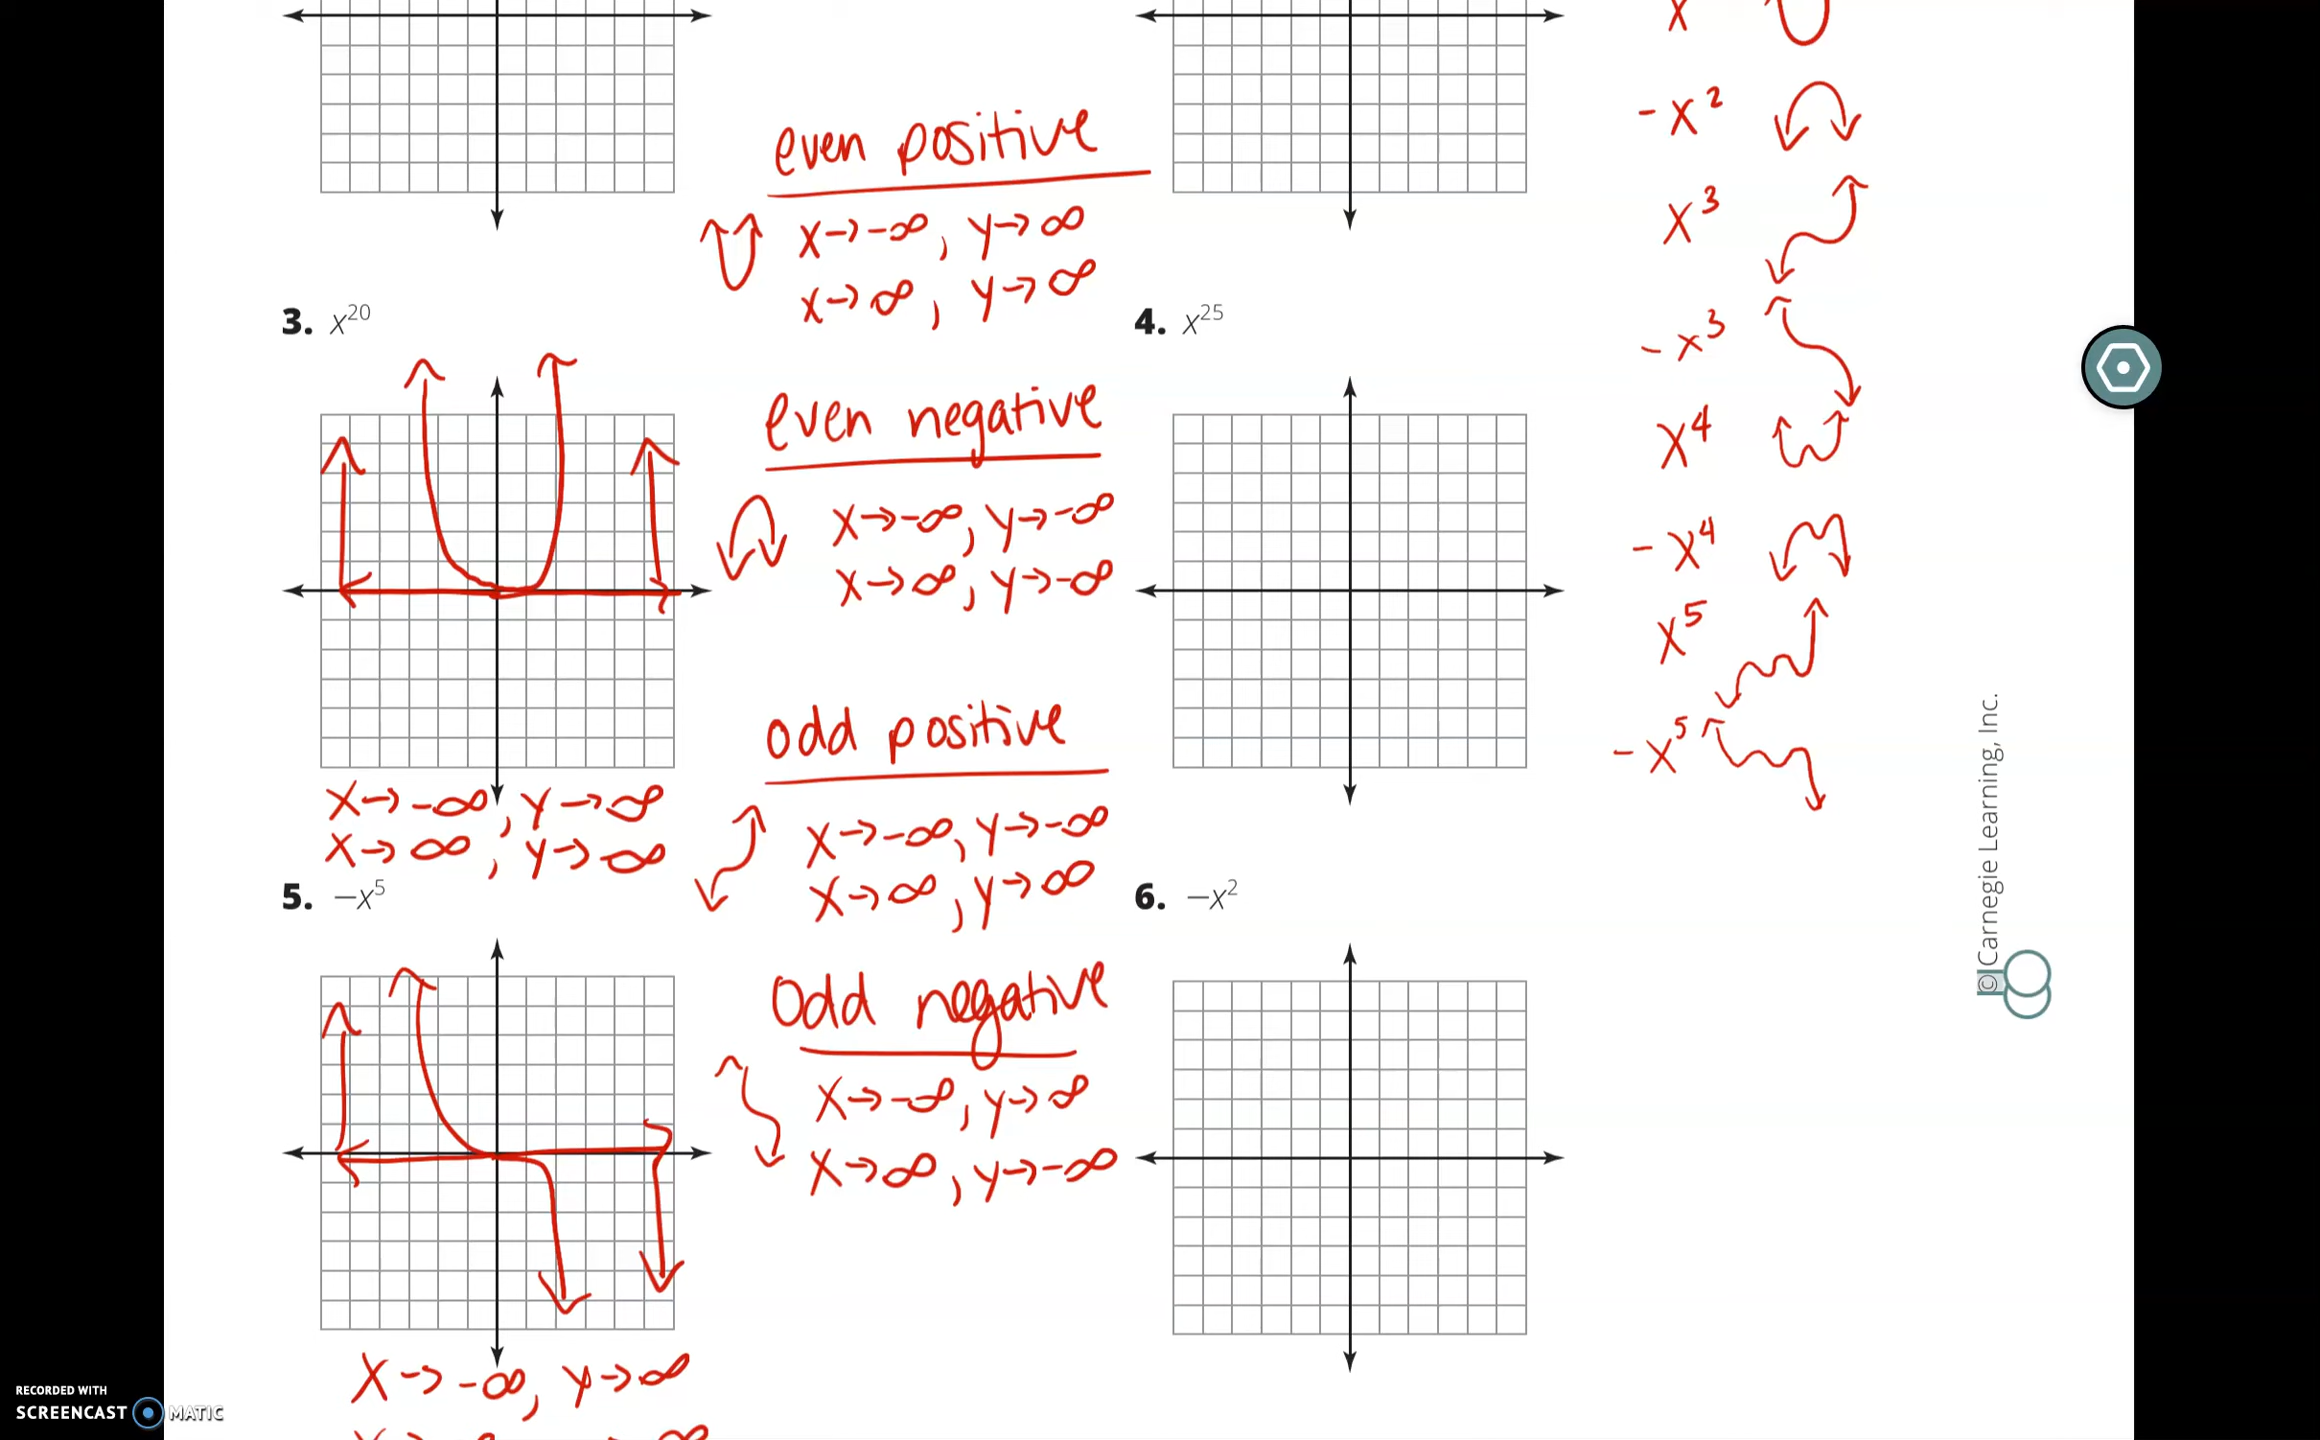 even positive
x→-∞, y→∞
x→∞, y→∞
3. x²⁰
x→-∞, y→∞
x→∞, y→∞
even negative
x→-∞, y→-∞
x→∞, y→-∞
4. x²⁵
odd positive
x→-∞, y→-∞
x→∞, y→∞
5. −x⁵
x→-∞, y→∞
odd negative
x→-∞, y→∞
x→∞, y→-∞
6. −x²
x
-x²
x³
-x³
x⁴
-x⁴
x⁵
-x⁵
© Carnegie Learning, Inc.
RECORDED WITH
SCREENCAST MATIC